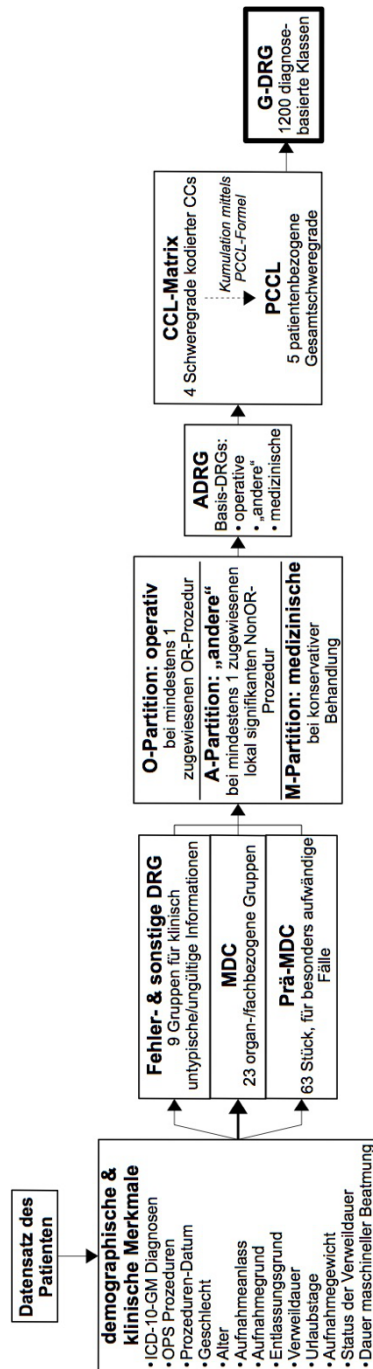 Datensatz des
Patienten
demographische &
klinische Merkmale
• ICD-10-GM Diagnosen
• OPS Prozeduren
• Prozeduren-Datum
• Geschlecht
• Alter
• Aufnahmeanlass
• Aufnahmegrund
• Entlassungsgrund
• Verweildauer
• Urlaubstage
• Aufnahmegewicht
• Status der Verweildauer
• Dauer maschineller Beatmung
Fehler- & sonstige DRG
9 Gruppen für klinisch
untypische/ungültige Informationen
MDC
23 organ-/fachbezogene Gruppen
Prä-MDC
63 Stück, für besonders aufwändige
Fälle
O-Partition: operativ
bei mindestens 1
zugewiesenen OR-Prozedur
A-Partition: „andere“
bei mindestens 1 zugewiesenen
lokal signifikanten NonOR-
Prozedur
M-Partition: medizinische
bei konservativer
Behandlung
ADRG
Basis-DRGs:
• operative
• „andere“
• medizinische
CCL-Matrix
4 Schweregrade kodierter CCs
Kumulation mittels
PCCL-Formel
PCCL
5 patientenbezogene
Gesamtschweregrade
G-DRG
1200 diagnose-
basierte Klassen